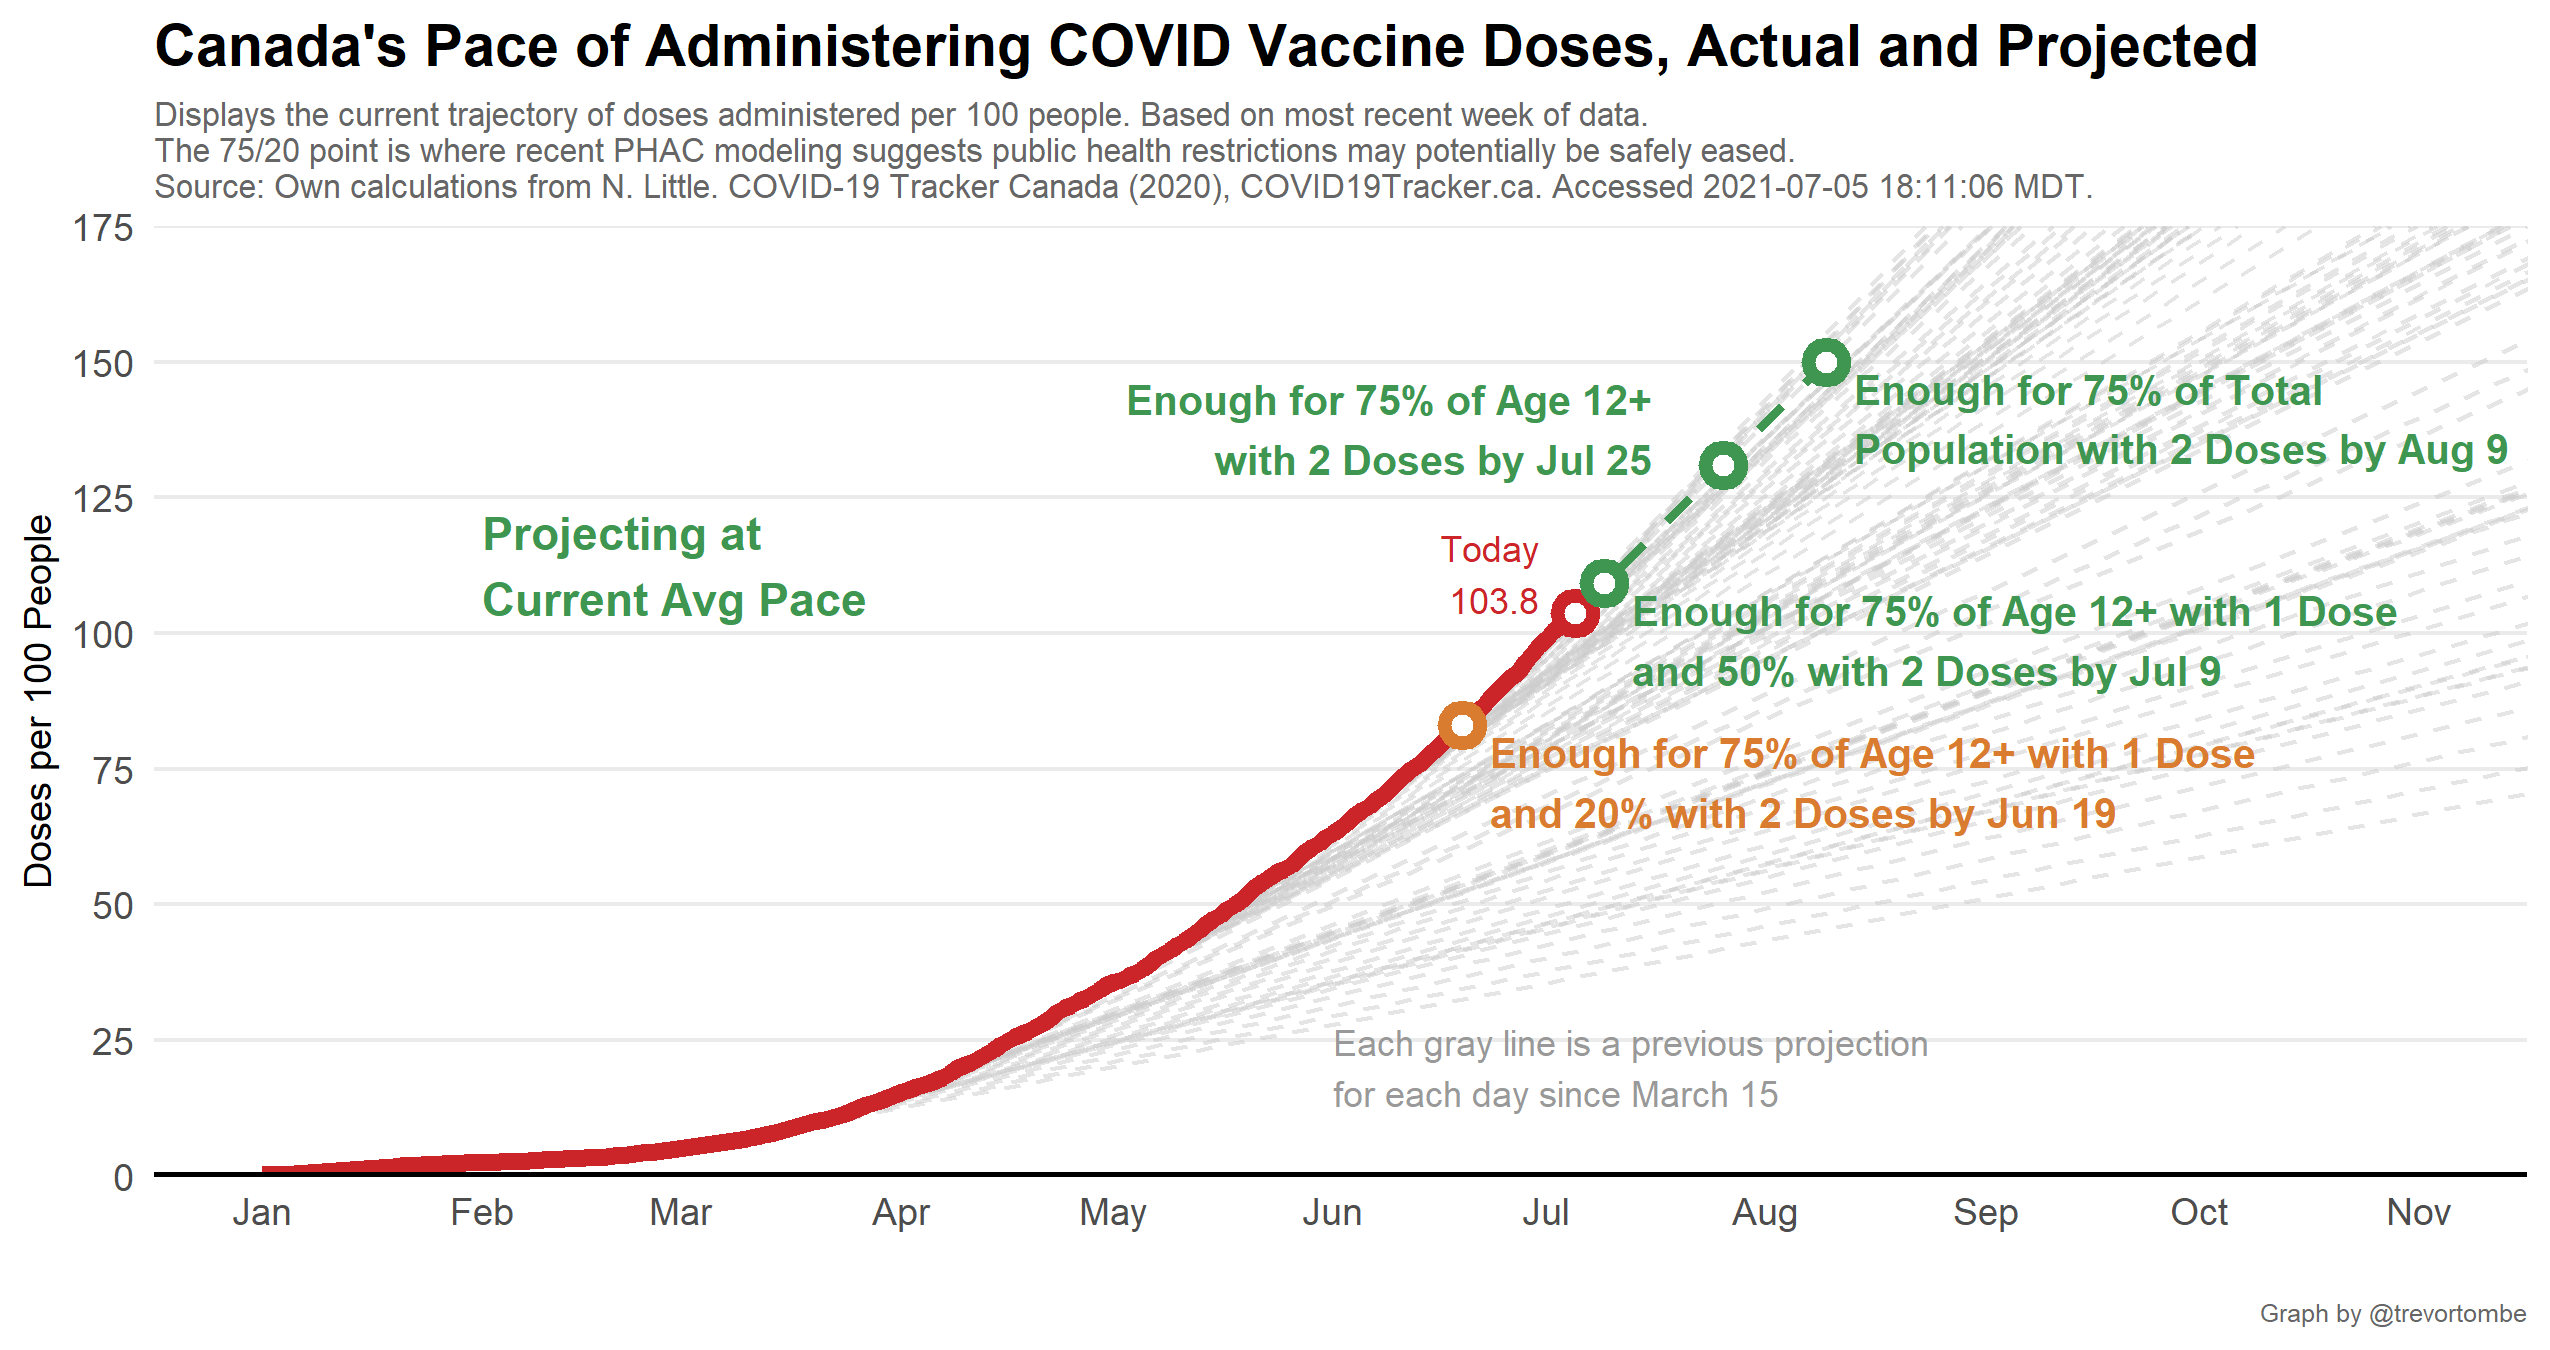 Canada's Pace of Administering COVID Vaccine Doses, Actual and Projected
Displays the current trajectory of doses administered per 100 people. Based on most recent week of data.
The 75/20 point is where recent PHAC modeling suggests public health restrictions may potentially be safely eased.
Source: Own calculations from N. Little. COVID-19 Tracker Canada (2020), COVID19Tracker.ca. Accessed 2021-07-05 18:11:06 MDT.
Doses per 100 People
175
150
125
100
75
50
25
0
Enough for 75% of Age 12+
with 2 Doses by Jul 25
Enough for 75% of Total
Population with 2 Doses by Aug 9
Projecting at
Current Avg Pace
Today
103.8
Enough for 75% of Age 12+ with 1 Dose
and 50% with 2 Doses by Jul 9
Enough for 75% of Age 12+ with 1 Dose
and 20% with 2 Doses by Jun 19
Each gray line is a previous projection
for each day since March 15
Jan Feb Mar Apr May Jun Jul Aug Sep Oct Nov
Graph by @trevortombe